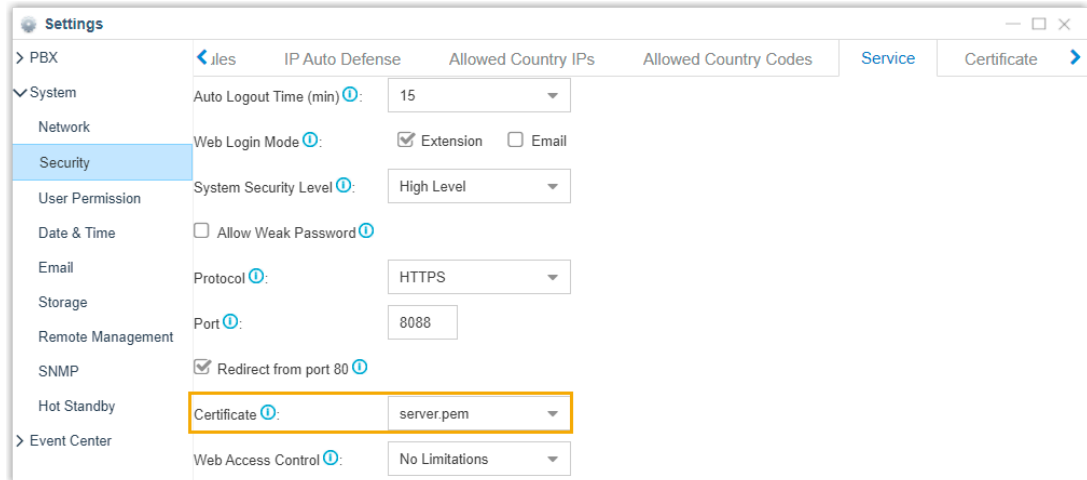 Settings
PBX
System
Network
Security
User Permission
Date & Time
Email
Storage
Remote Management
SNMP
Hot Standby
Event Center
IP Auto Defense Allowed Country IPs Allowed Country Codes Service Certificate
Auto Logout Time (min) : 15
Web Login Mode : Extension Email
System Security Level : High Level
Allow Weak Password
Protocol : HTTPS
Port : 8088
Redirect from port 80
Certificate : server.pem
Web Access Control : No Limitations